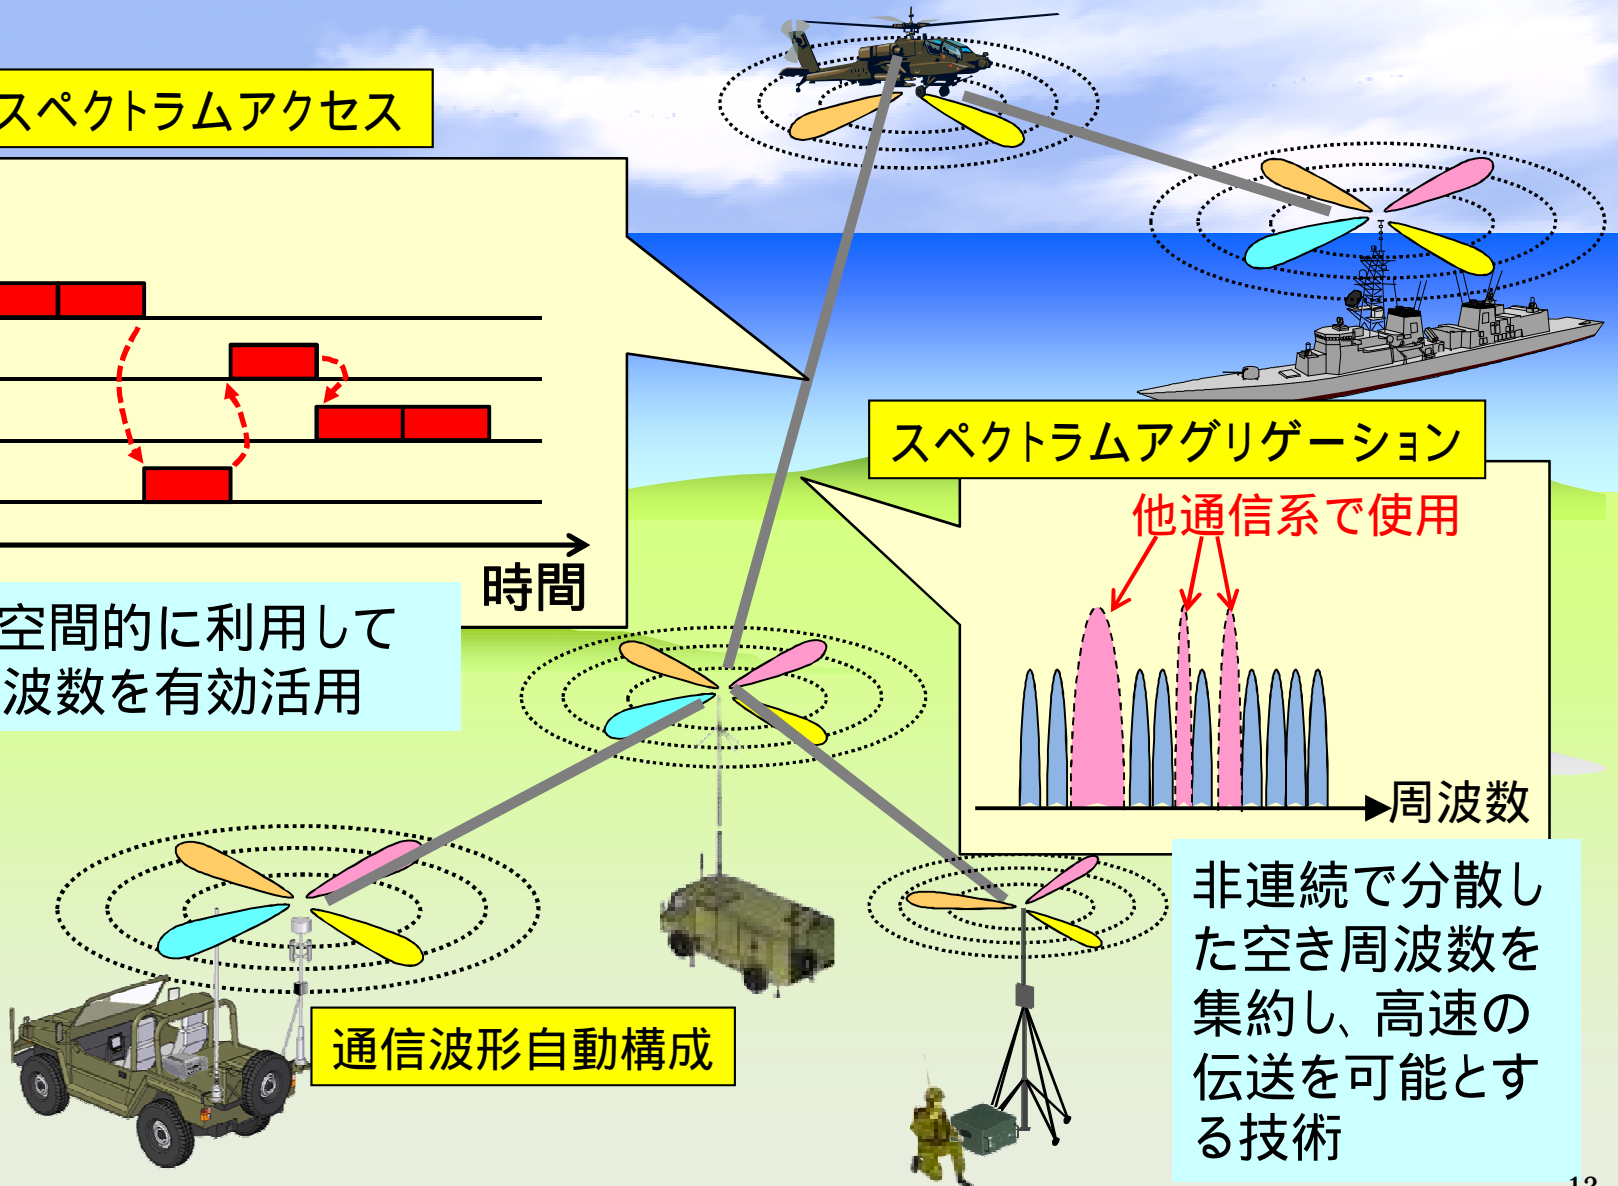 スペクトラムアクセス
時間
空間的に利用して
波数を有効活用
スペクトラムアグリゲーション
他通信系で使用
周波数
非連続で分散し
た空き周波数を
集約し、高速の
伝送を可能とす
る技術
通信波形自動構成